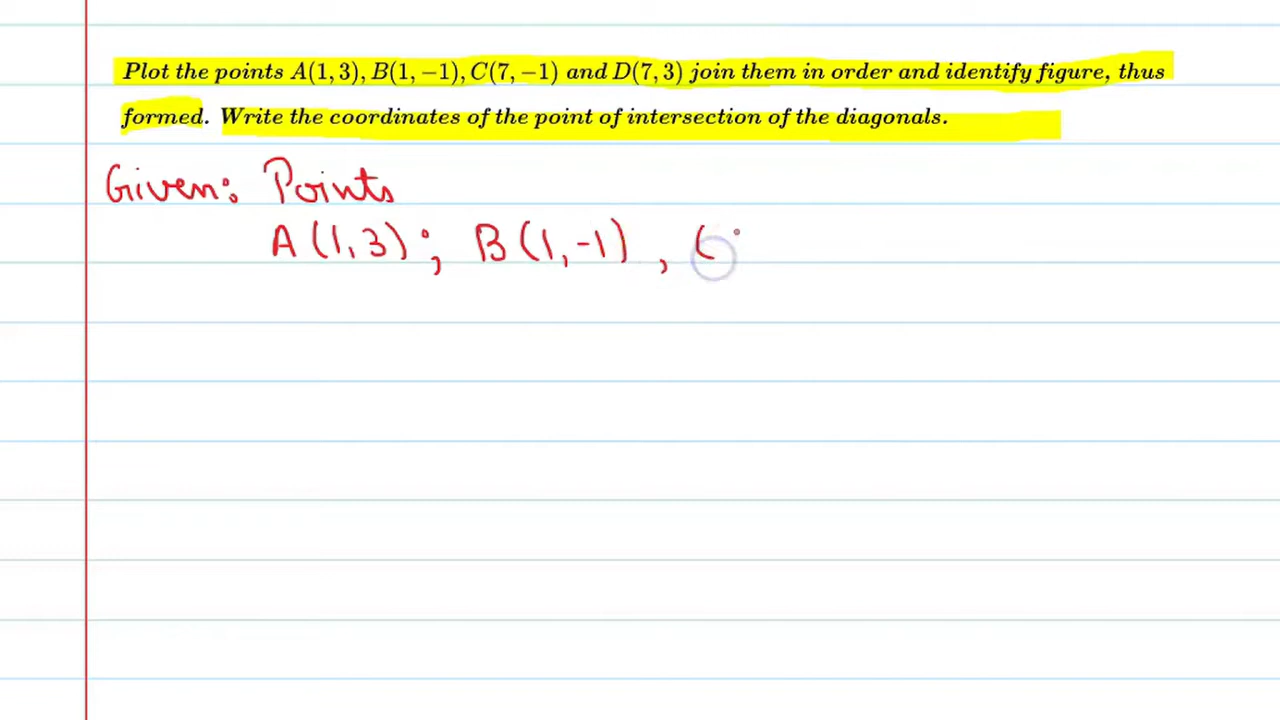 Plot the points A(1, 3), B(1, −1), C(7, −1) and D(7, 3) join them in order and identify figure, thus
formed. Write the coordinates of the point of intersection of the diagonals.
Given: Points
A (1, 3) ; B (1, -1) , (